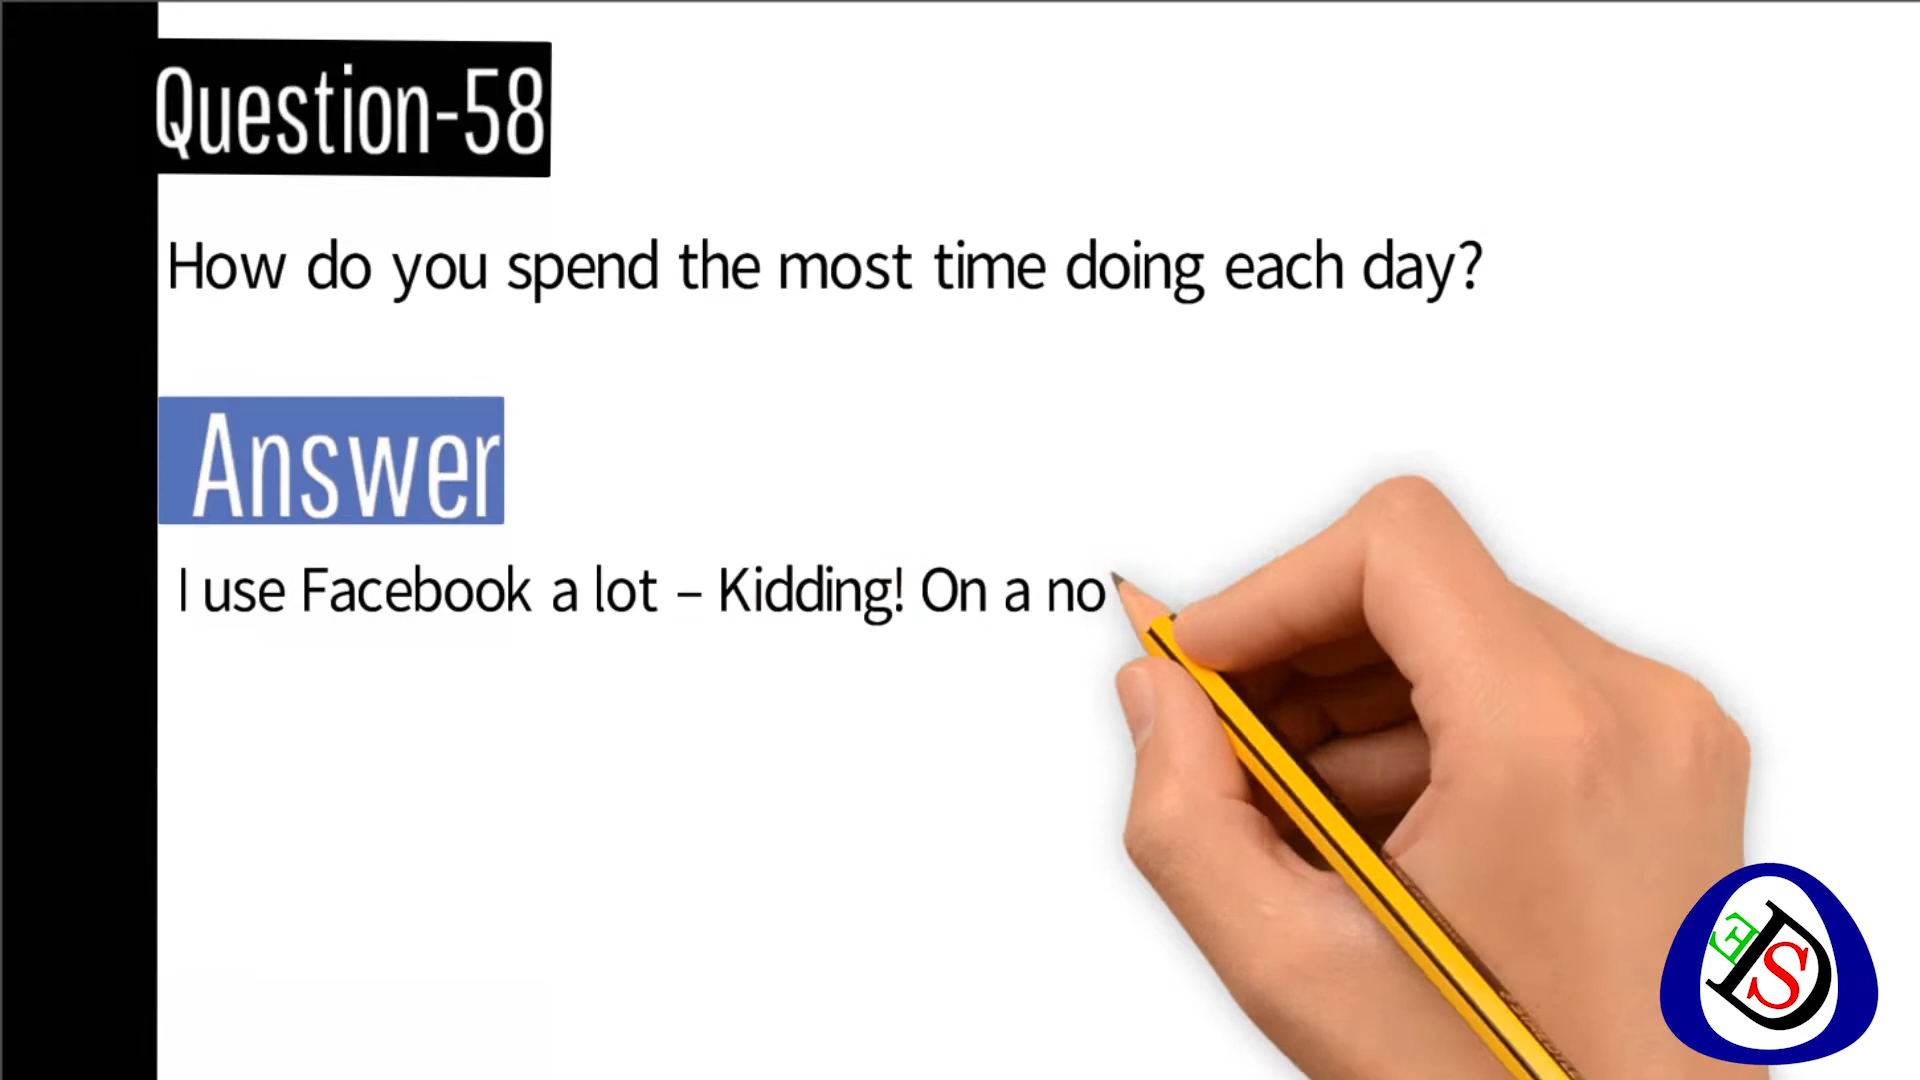 Question-58
How do you spend the most time doing each day?
Answer
I use Facebook a lot – Kidding! On a no
E
D
S